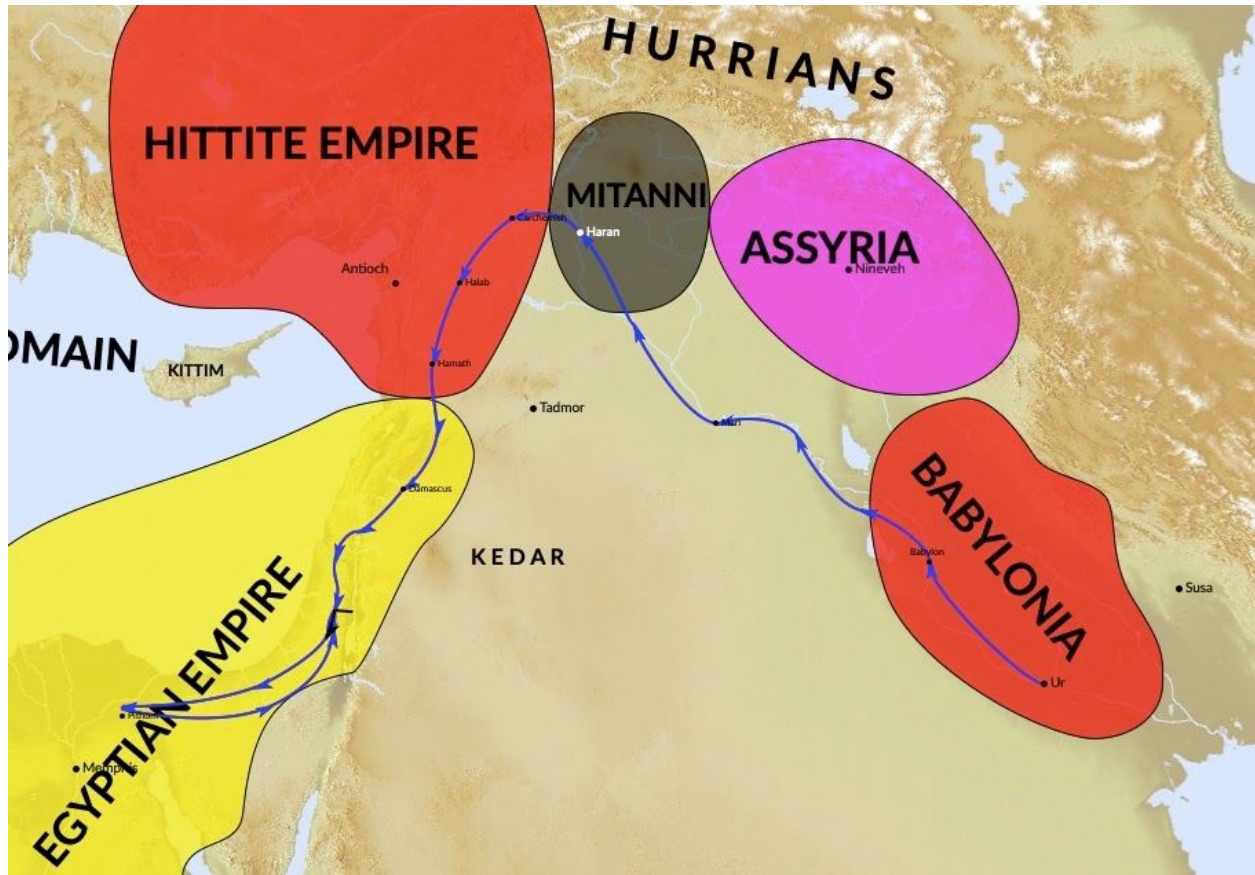 HURRIANS
HITTITE EMPIRE
MITANNI
Carchemish
Haran
ASSYRIA
Nineveh
Antioch
Halab
OMAIN
KITTIM
Hamath
Tadmor
Mari
BABYLONIA
Damascus
KEDAR
Babylon
Susa
EGYPTIAN EMPIRE
Ur
Pithom
Memphis